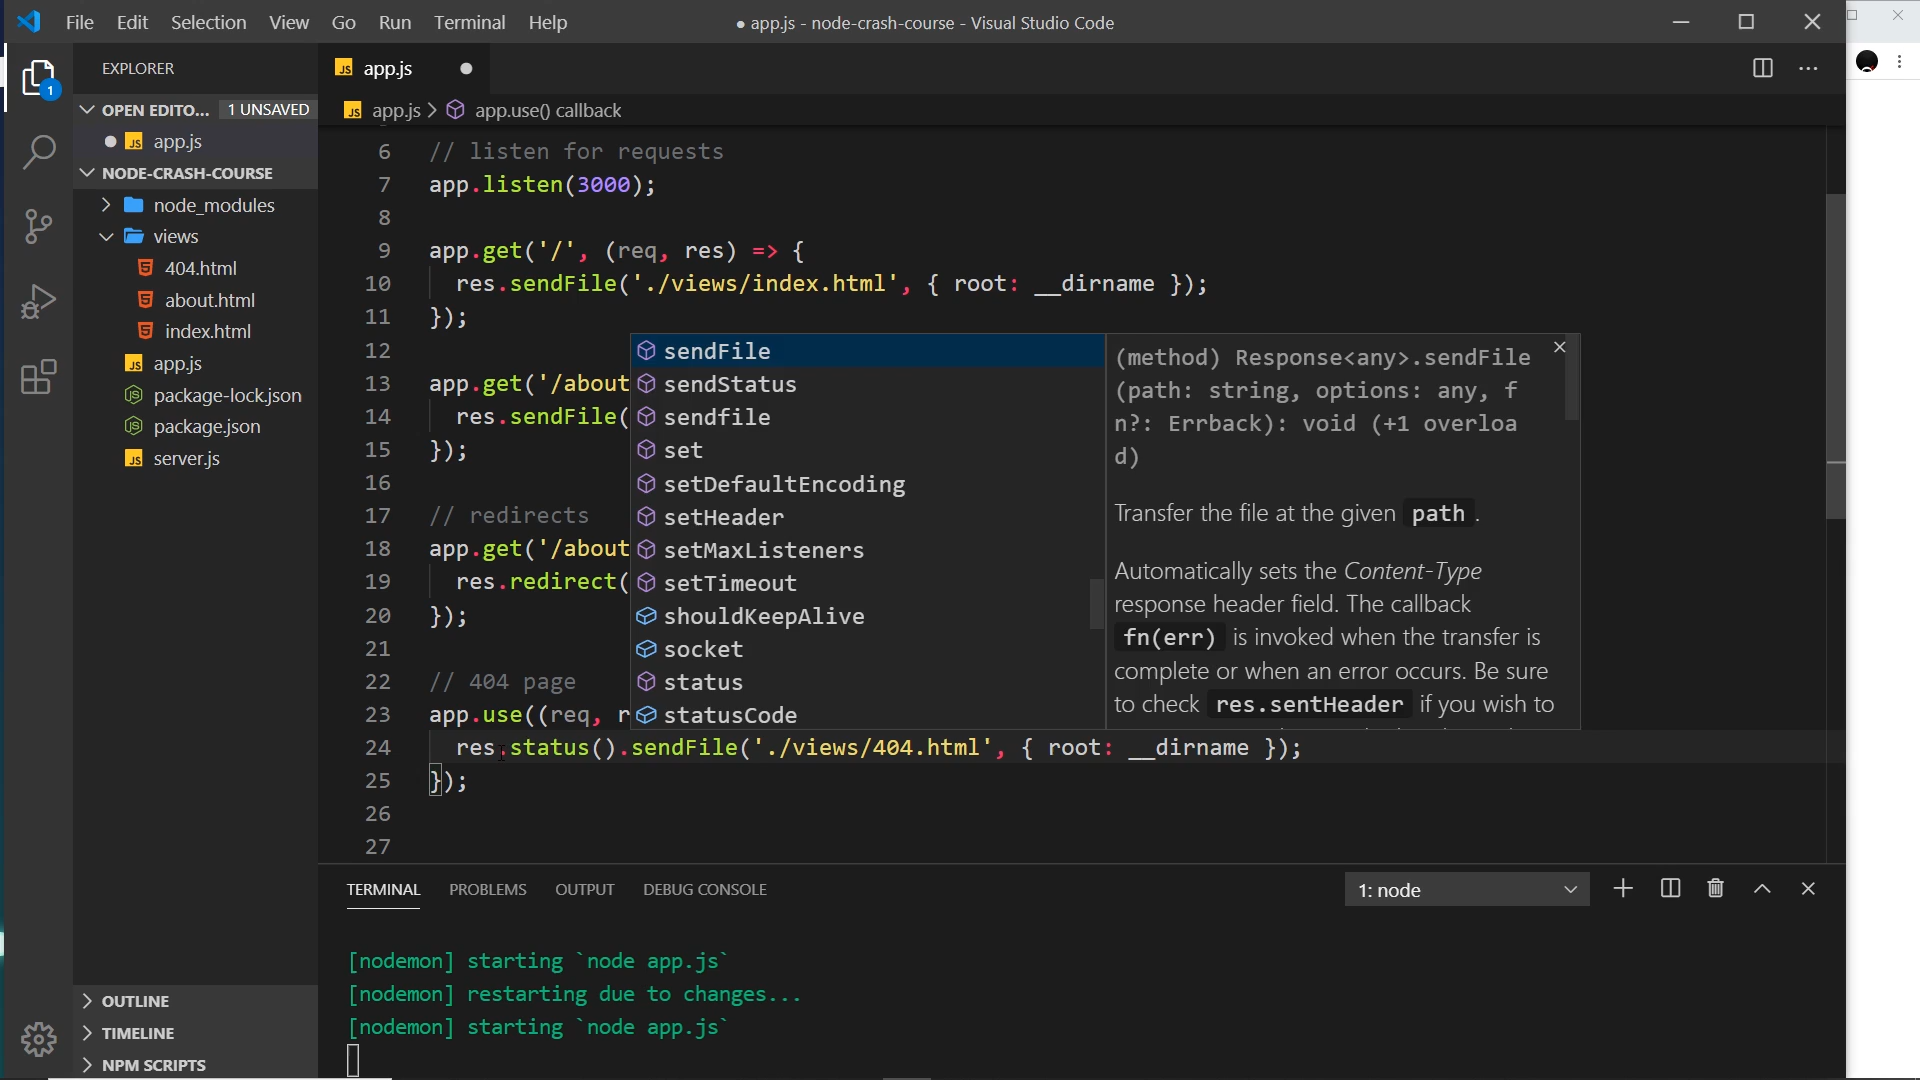 File Edit Selection View Go Run Terminal Help
● app.js - node-crash-course - Visual Studio Code
EXPLORER
OPEN EDITO... 1 UNSAVED
JS app.js
NODE-CRASH-COURSE
node_modules
views
404.html
about.html
index.html
JS app.js
package-lock.json
package.json
JS server.js
OUTLINE
TIMELINE
NPM SCRIPTS
1
JS app.js
JS app.js > app.use() callback
6 // listen for requests
7 app.listen(3000);
8
9 app.get('/', (req, res) => {
10 res.sendFile('./views/index.html', { root: __dirname });
11 });
12
13 app.get('/about
14 res.sendFile(
15 });
16
17 // redirects
18 app.get('/about
19 res.redirect(
20 });
21
22 // 404 page
23 app.use((req, r
24 res.status().sendFile('./views/404.html', { root: __dirname });
25 });
26
27
sendFile
sendStatus
sendfile
set
setDefaultEncoding
setHeader
setMaxListeners
setTimeout
shouldKeepAlive
socket
status
statusCode
(method) Response<any>.sendFile
(path: string, options: any, f
n?: Errback): void (+1 overloa
d)
Transfer the file at the given path.
Automatically sets the Content-Type
response header field. The callback
fn(err) is invoked when the transfer is
complete or when an error occurs. Be sure
to check res.sentHeader if you wish to
TERMINAL PROBLEMS OUTPUT DEBUG CONSOLE
1: node
[nodemon] starting `node app.js`
[nodemon] restarting due to changes...
[nodemon] starting `node app.js`